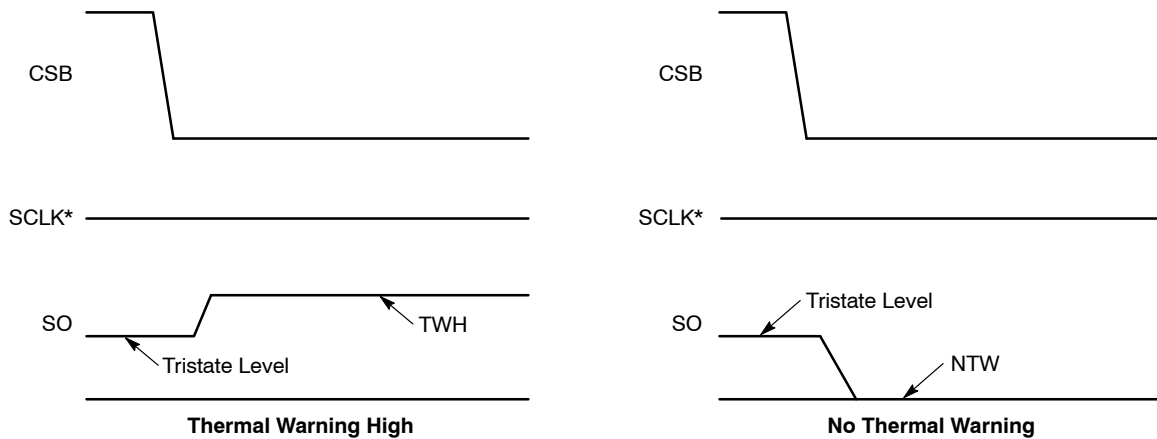 CSB
SCLK*
SO
TWH
Tristate Level
Thermal Warning High
CSB
SCLK*
SO
Tristate Level
NTW
No Thermal Warning